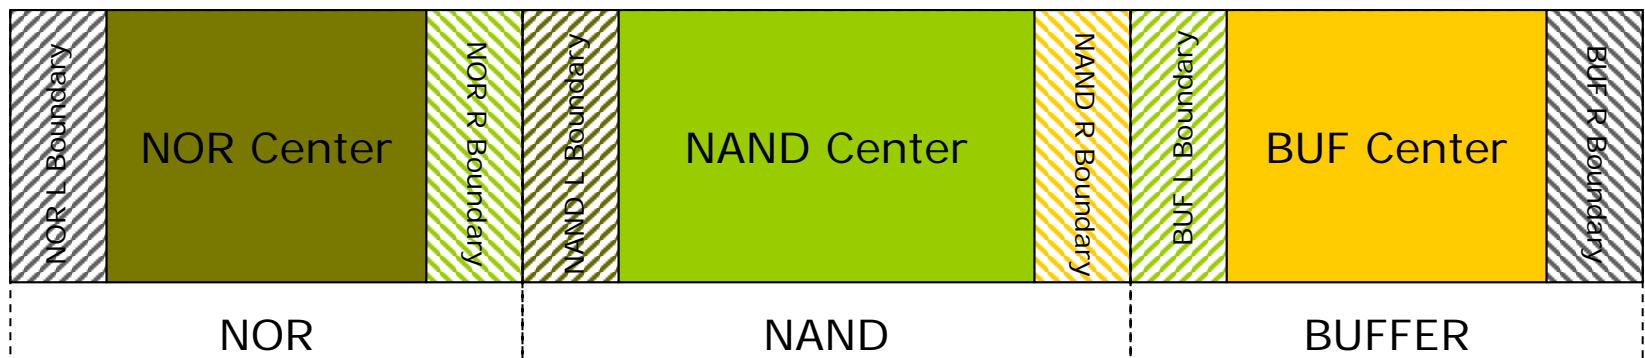 NOR L Boundary
NOR Center
NOR R Boundary
NAND L Boundary
NAND Center
NAND R Boundary
BUF L Boundary
BUF Center
BUF R Boundary
NOR
NAND
BUFFER